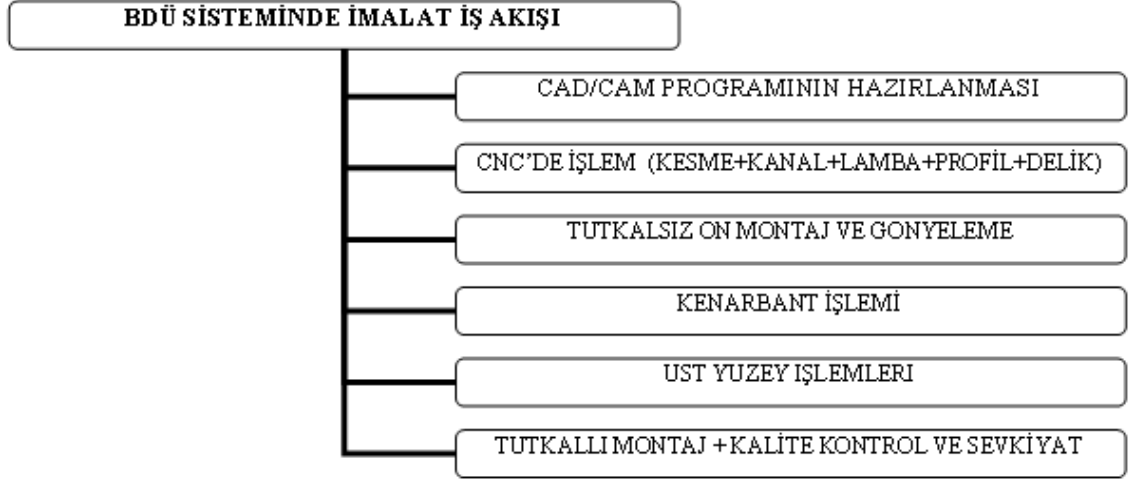 BDÜ SİSTEMİNDE İMALAT İŞ AKIŞI
CAD/CAM PROGRAMININ HAZIRLANMASI
CNC’DE İŞLEM (KESME+KANAL+LAMBA+PROFİL+DELİK)
TUTKALSIZ ON MONTAJ VE GONYELEME
KENARBANT İŞLEMİ
UST YUZEY IŞLEMLERI
TUTKALLI MONTAJ +KALİTE KONTROL VE SEVKİYAT